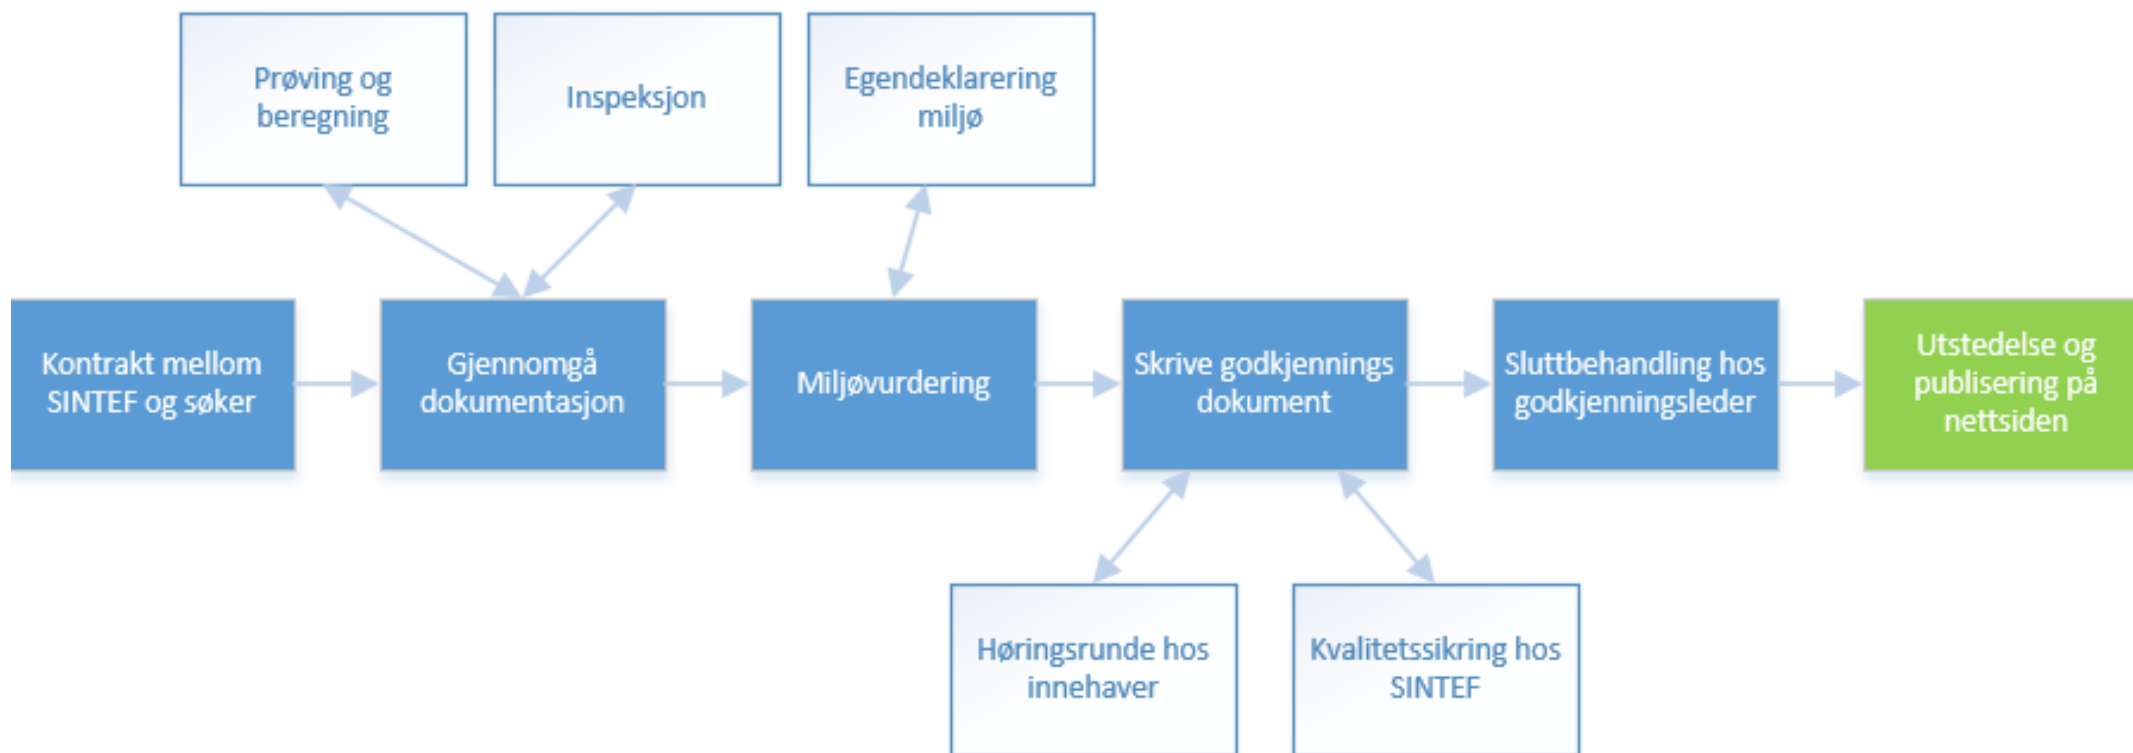 Prøving og
beregning
Inspeksjon
Egendeklarering
miljø
Kontrakt mellom
SINTEF og søker
Gjennomgå
dokumentasjon
Miljøvurdering
Skrive godkjennings
dokument
Sluttbehandling hos
godkjenningsleder
Utstedelse og
publisering på
nettsiden
Høringsrunde hos
innehaver
Kvalitetssikring hos
SINTEF